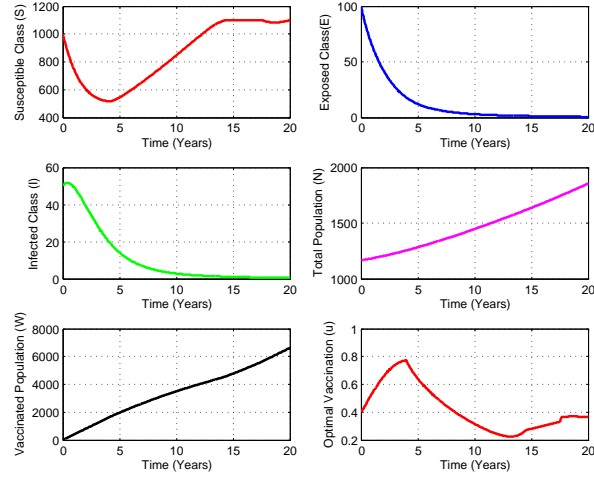 Susceptible Class (S)
1200
1000
800
600
400
0 5 10 15 20
Time (Years)
Exposed Class(E)
100
50
0
0 5 10 15 20
Time (Years)
Infected Class (I)
60
40
20
0
0 5 10 15 20
Time (Years)
Total Population (N)
2000
1500
1000
0 5 10 15 20
Time (Years)
Vaccinated Population (W)
8000
6000
4000
2000
0
0 5 10 15 20
Time (Years)
Optimal Vaccination (u)
1
0.8
0.6
0.4
0.2
0 5 10 15 20
Time (Years)